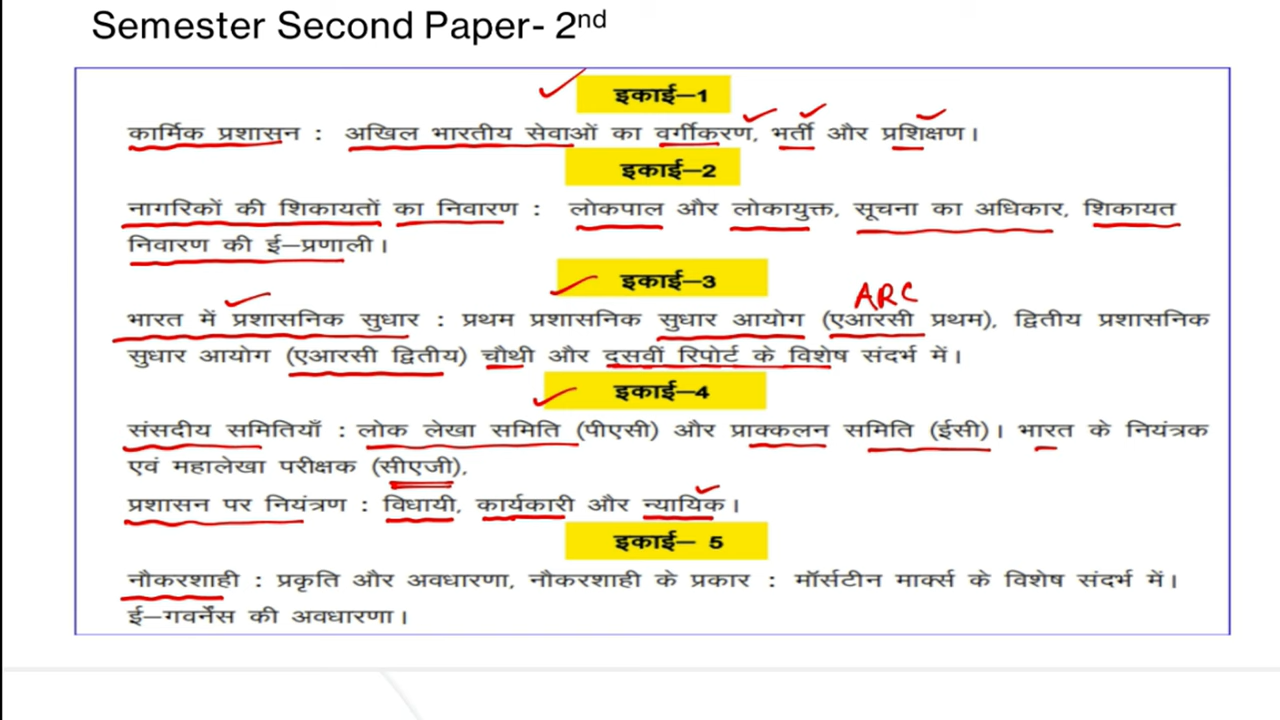 Semester Second Paper- 2nd
इकाई–1
कार्मिक प्रशासन : अखिल भारतीय सेवाओं का वर्गीकरण, भर्ती और प्रशिक्षण।
इकाई–2
नागरिकों की शिकायतों का निवारण : लोकपाल और लोकायुक्त, सूचना का अधिकार, शिकायत
निवारण की ई–प्रणाली।
इकाई–3
ARC
भारत में प्रशासनिक सुधार : प्रथम प्रशासनिक सुधार आयोग (एआरसी प्रथम), द्वितीय प्रशासनिक
सुधार आयोग (एआरसी द्वितीय) चौथी और दसवीं रिपोर्ट के विशेष संदर्भ में।
इकाई–4
संसदीय समितियाँ : लोक लेखा समिति (पीएसी) और प्राक्कलन समिति (ईसी)। भारत के नियंत्रक
एवं महालेखा परीक्षक (सीएजी),
प्रशासन पर नियंत्रण : विधायी, कार्यकारी और न्यायिक।
इकाई– 5
नौकरशाही : प्रकृति और अवधारणा, नौकरशाही के प्रकार : मॉर्सटीन मार्क्स के विशेष संदर्भ में।
ई–गवर्नेंस की अवधारणा।